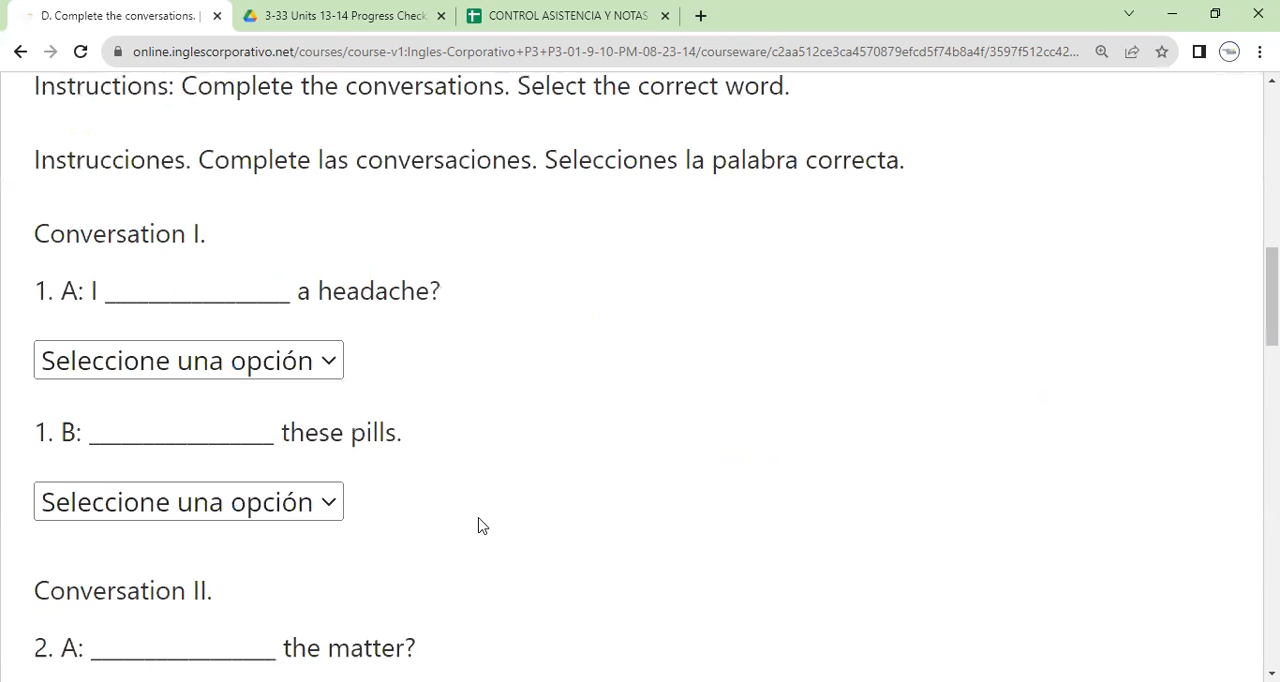 D. Complete the conversations. |
3-33 Units 13-14 Progress Check
CONTROL ASISTENCIA Y NOTAS
online.inglescorporativo.net/courses/course-v1:Ingles-Corporativo+P3+P3-01-9-10-PM-08-23-14/courseware/c2aa512ce3ca4570879efcd5f74b8a4f/3597f512cc42...
Instructions: Complete the conversations. Select the correct word.
Instrucciones. Complete las conversaciones. Selecciones la palabra correcta.
Conversation I.
1. A: I ________________ a headache?
Seleccione una opción
1. B: ________________ these pills.
Seleccione una opción
Conversation II.
2. A: ________________ the matter?